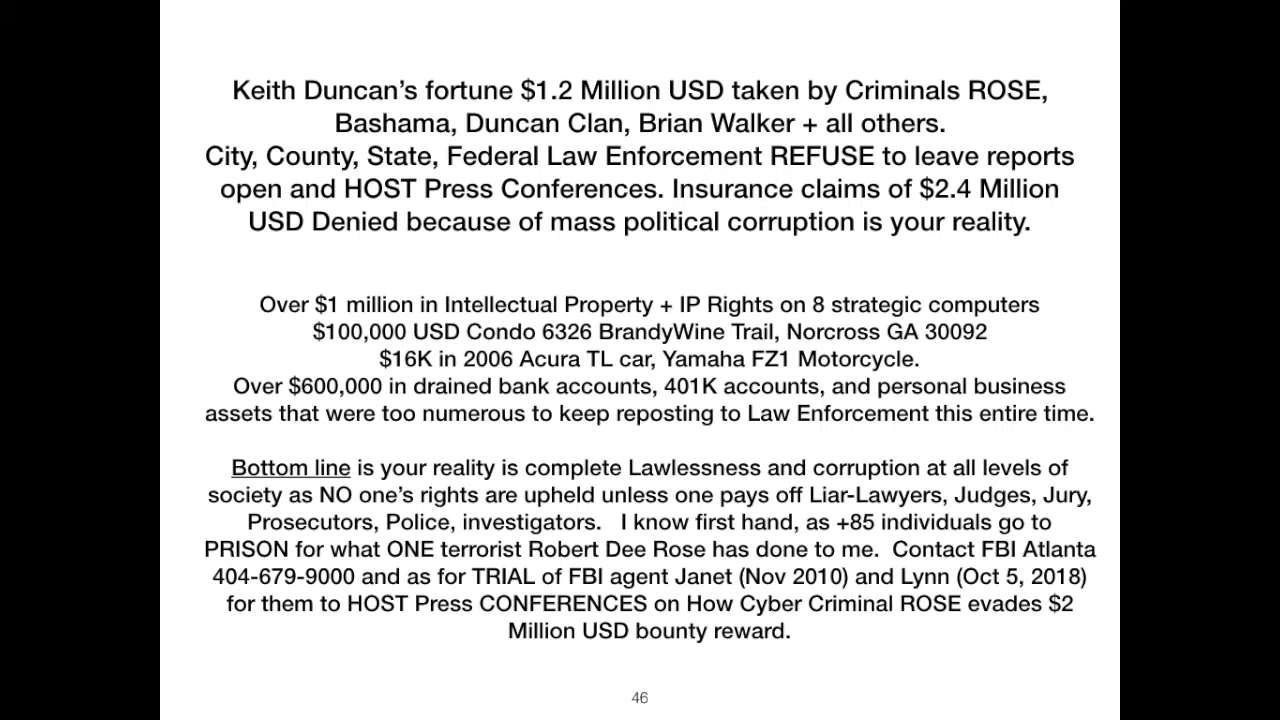 Keith Duncan's fortune $1.2 Million USD taken by Criminals ROSE,
Bashama, Duncan Clan, Brian Walker + all others.
City, County, State, Federal Law Enforcement REFUSE to leave reports
open and HOST Press Conferences. Insurance claims of $2.4 Million
USD Denied because of mass political corruption is your reality.
Over $1 million in Intellectual Property + IP Rights on 8 strategic computers
$100,000 USD Condo 6326 BrandyWine Trail, Norcross GA 30092
$16K in 2006 Acura TL car, Yamaha FZ1 Motorcycle.
Over $600,000 in drained bank accounts, 401K accounts, and personal business
assets that were too numerous to keep reposting to Law Enforcement this entire time.
Bottom line is your reality is complete Lawlessness and corruption at all levels of
society as NO one's rights are upheld unless one pays off Liar-Lawyers, Judges, Jury,
Prosecutors, Police, investigators. I know first hand, as +85 individuals go to
PRISON for what ONE terrorist Robert Dee Rose has done to me. Contact FBI Atlanta
404-679-9000 and as for TRIAL of FBI agent Janet (Nov 2010) and Lynn (Oct 5, 2018)
for them to HOST Press CONFERENCES on How Cyber Criminal ROSE evades $2
Million USD bounty reward.
46